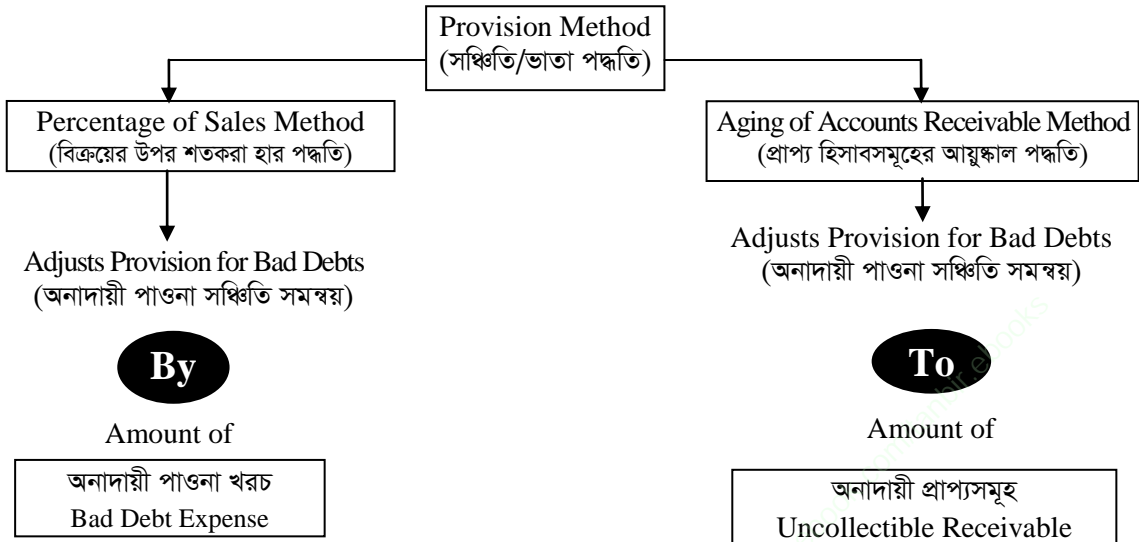 Provision Method
(সঞ্চিতি/ভাতা পদ্ধতি)
Percentage of Sales Method
(বিক্রয়ের উপর শতকরা হার পদ্ধতি)
Adjusts Provision for Bad Debts
(অনাদায়ী পাওনা সঞ্চিতি সমন্বয়)
By
Amount of
অনাদায়ী পাওনা খরচ
Bad Debt Expense
Aging of Accounts Receivable Method
(প্রাপ্য হিসাবসমূহের আয়ুষ্কাল পদ্ধতি)
Adjusts Provision for Bad Debts
(অনাদায়ী পাওনা সঞ্চিতি সমন্বয়)
To
Amount of
অনাদায়ী প্রাপ্যসমূহ
Uncollectible Receivable